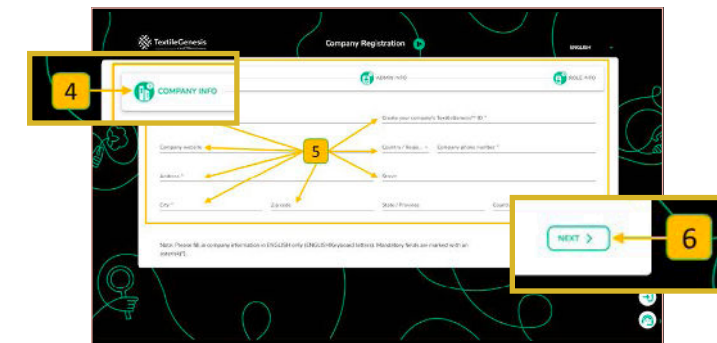 TextileGenesis
Company Registration
ENGLISH
4
COMPANY INFO
ADMIN INFO
ROLE INFO
Create your company's TextileGenesis™ ID *
Company website
5
Country / Regio...
Company phone number *
Address *
Street
City *
Zip code
State / Province
Note: Please fill in company information in ENGLISH only (ENGLISH Keyboard letters). Mandatory fields are marked with an
asterisk(*).
NEXT >
6